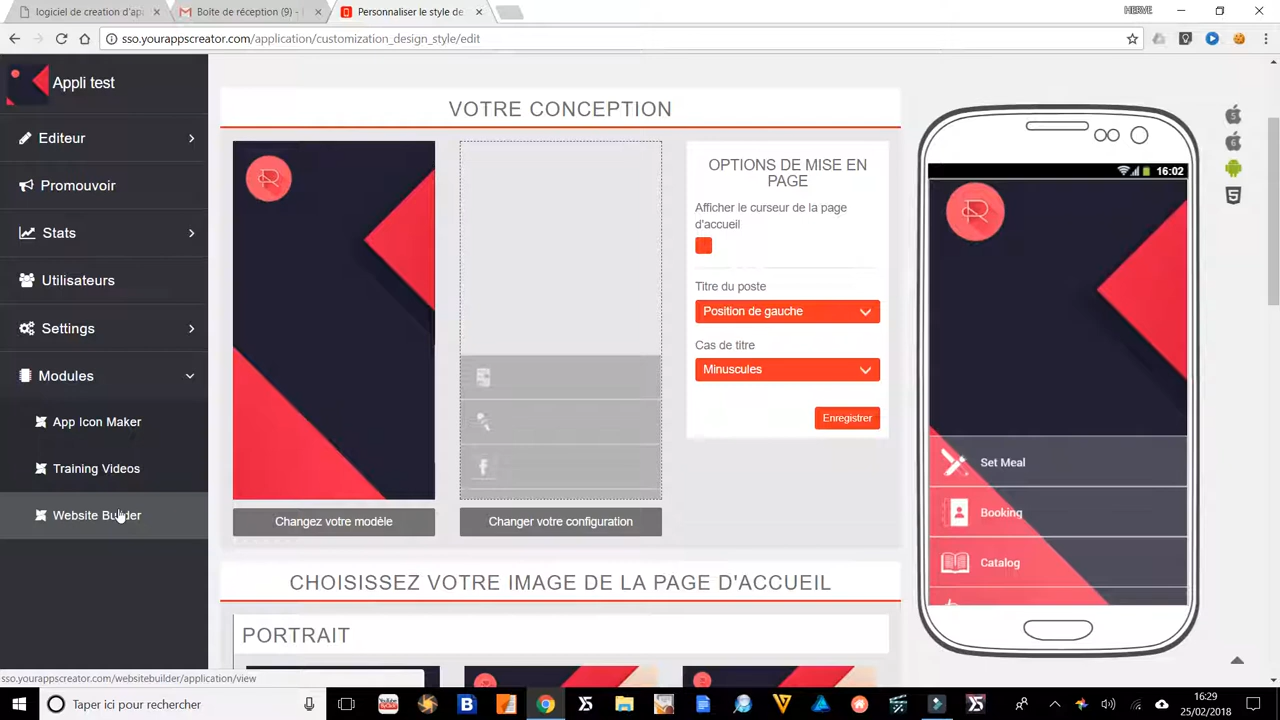 logiciel de création d'apl
Boîte de réception (9) -
Personnaliser le style de
HERVE
sso.yourappscreator.com/application/customization_design_style/edit
Appli test
Editeur
Promouvoir
Stats
Utilisateurs
Settings
Modules
App Icon Maker
Training Videos
Website Builder
VOTRE CONCEPTION
Changez votre modèle
Changer votre configuration
OPTIONS DE MISE EN
PAGE
Afficher le curseur de la page
d'accueil
Titre du poste
Position de gauche
Cas de titre
Minuscules
Enregistrer
CHOISISSEZ VOTRE IMAGE DE LA PAGE D'ACCUEIL
PORTRAIT
16:02
Set Meal
Booking
Catalog
sso.yourappscreator.com/websitebuilder/application/view
Taper ici pour rechercher
16:29
25/02/2018